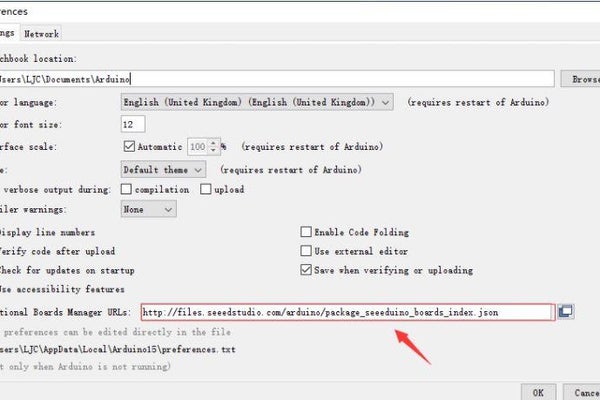 rences
ngs Network
chbook location:
sers\LJC\Documents\Arduino Browse
or language: English (United Kingdom) (English (United Kingdom)) (requires restart of Arduino)
or font size: 12
rface scale: Automatic 100 % (requires restart of Arduino)
e: Default theme (requires restart of Arduino)
verbose output during: compilation upload
iler warnings: None
isplay line numbers Enable Code Folding
erify code after upload Use external editor
heck for updates on startup Save when verifying or uploading
se accessibility features
tional Boards Manager URLs: http://files.seeedstudio.com/arduino/package_seeeduino_boards_index.json
preferences can be edited directly in the file
sers\LJC\AppData\Local\Arduino15\preferences.txt
t only when Arduino is not running)
OK Cance